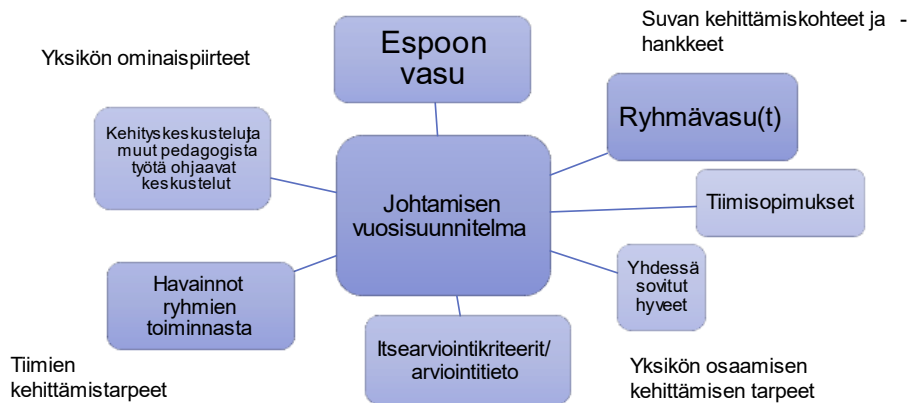 Suvan kehittämiskohteet ja -
hankkeet
Yksikön ominaispiirteet
Espoon
vasu
Ryhmävasu(t)
Kehityskeskustelut ja
muut pedagogista
työtä ohjaavat
keskustelut
Johtamisen
vuosisuunnitelma
Tiimisopimukset
Havainnot
ryhmien
toiminnasta
Yhdessä
sovitut
hyveet
Itsearviointikriteerit/
arviointitieto
Tiimien
kehittämistarpeet
Yksikön osaamisen
kehittämisen tarpeet